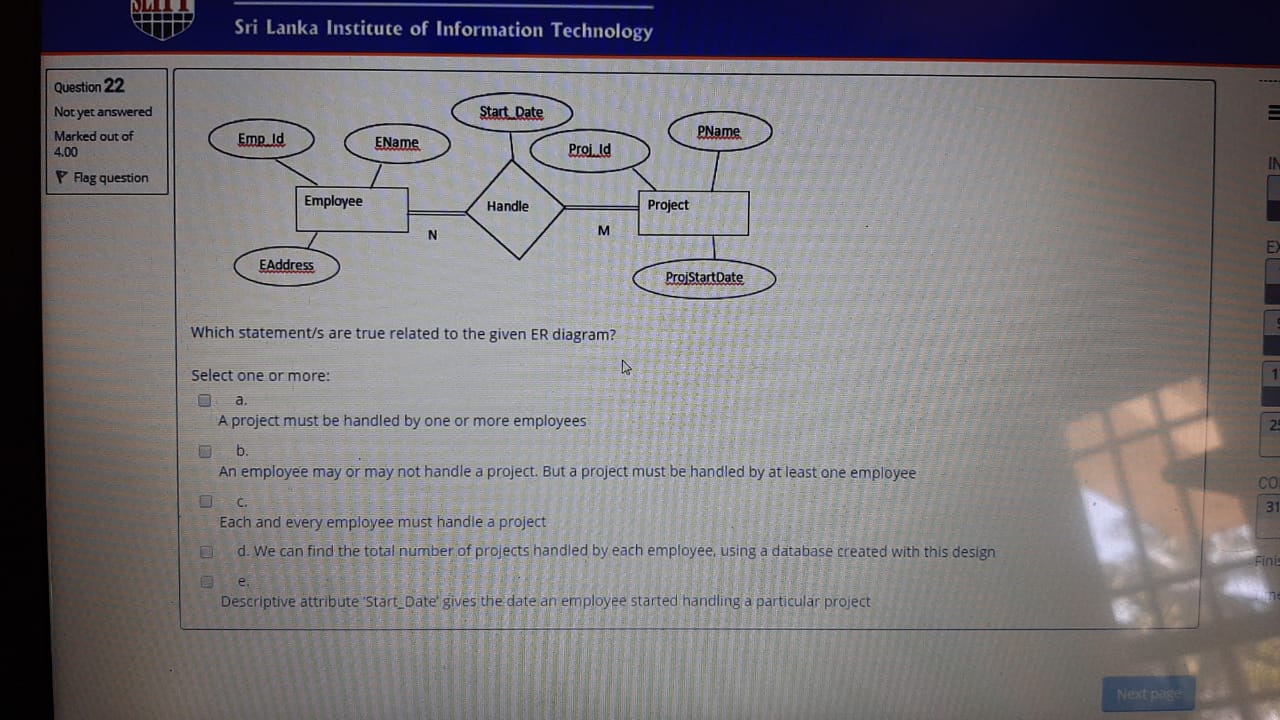 SLIIT
Sri Lanka Institute of Information Technology
Question 22
Not yet answered
Marked out of
4.00
Flag question
Start_Date
Emp_Id
EName
Proj_Id
PName
Employee
Handle
Project
N
M
EAddress
ProjStartDate
Which statement/s are true related to the given ER diagram?
Select one or more:
a.
A project must be handled by one or more employees
b.
An employee may or may not handle a project. But a project must be handled by at least one employee
c.
Each and every employee must handle a project
d. We can find the total number of projects handled by each employee, using a database created with this design
e.
Descriptive attribute 'Start_Date' gives the date an employee started handling a particular project
Next page
IN
EX
1
25
CO
31
Finis